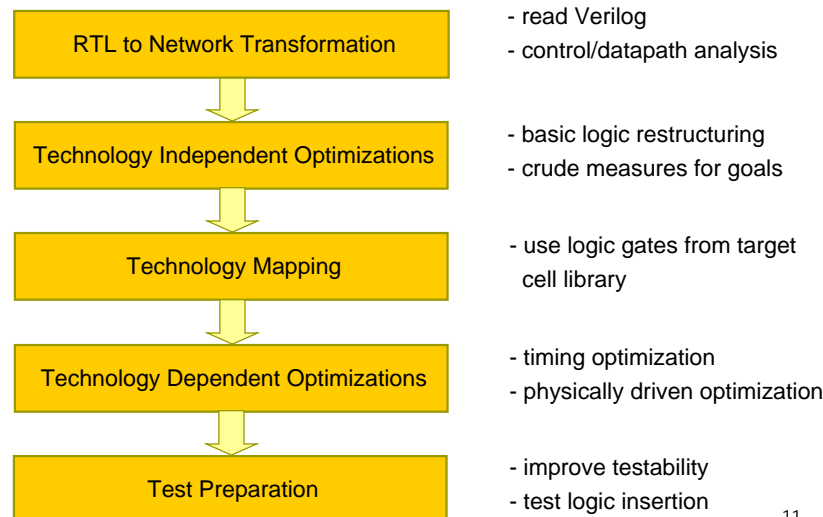 RTL to Network Transformation
- read Verilog
- control/datapath analysis
Technology Independent Optimizations
- basic logic restructuring
- crude measures for goals
Technology Mapping
- use logic gates from target
cell library
Technology Dependent Optimizations
- timing optimization
- physically driven optimization
Test Preparation
- improve testability
- test logic insertion
11